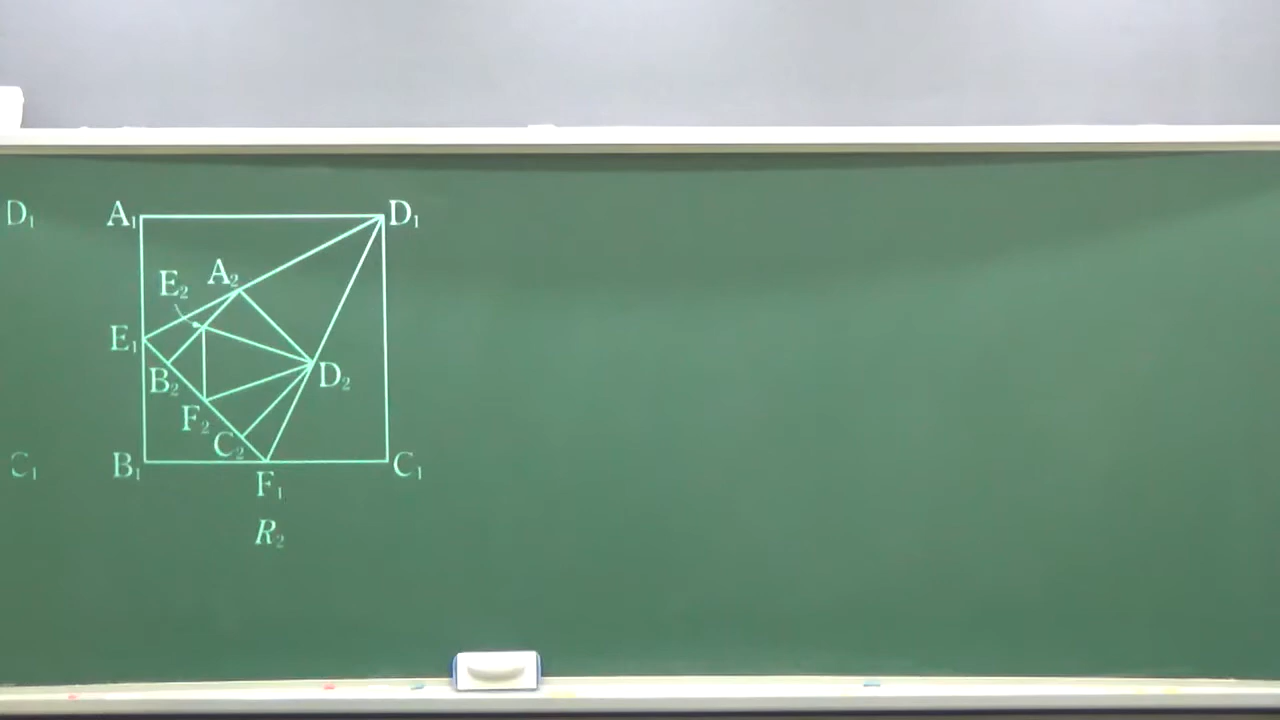 D₁
A₁
D₁
A₂
E₂
E₁
D₂
B₂
F₂
C₂
C₁
B₁
C₁
F₁
R₂